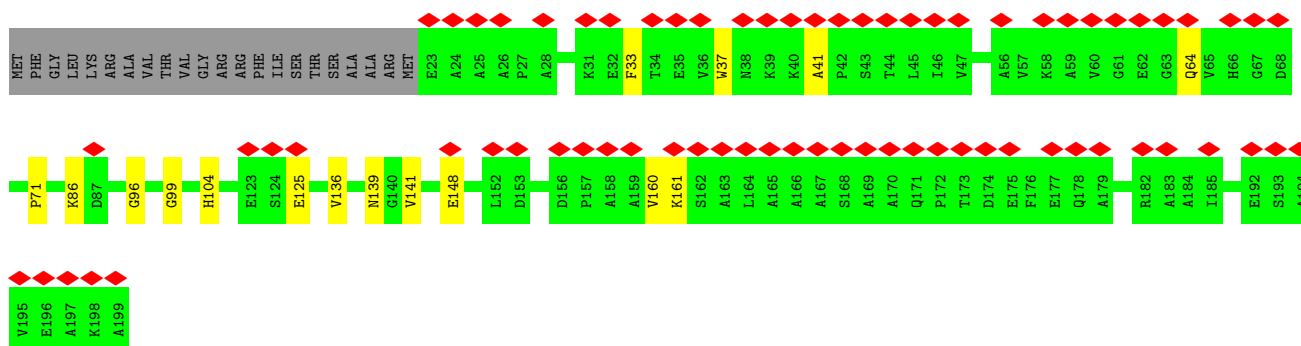 MET PHE GLY LEU LYS ARG ALA VAL THR VAL GLY ARG ARG PHE ILE SER THR SER ALA ALA ARG MET E23 A24 A25 A26 P27 A28 K31 E32 F33 T34 E35 V36 W37 N38 K39 K40 A41 P42 S43 T44 L45 I46 V47 A56 V57 K58 A59 V60 G61 E62 G63 Q64 V65 H66 G67 D68
P71 K86 D87 G96 G99 H104 E123 S124 E125 V136 N139 G140 V141 E148 L152 D153 D156 P157 A158 A159 V160 K161 S162 A163 L164 A165 A166 A167 S168 A169 A170 Q171 P172 T173 D174 E175 F176 E177 Q178 A179 R182 A183 A184 I185 E192 S193
V195 E196 A197 K198 A199